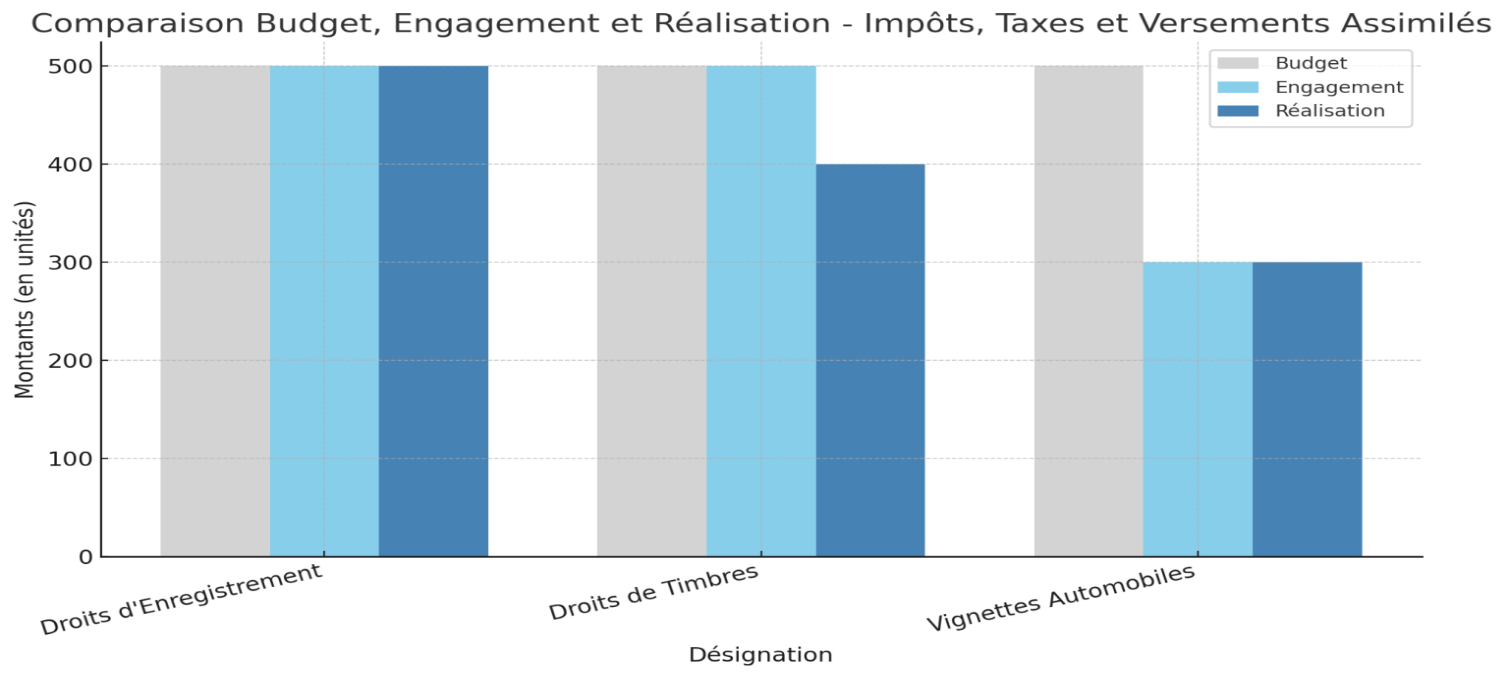 Comparaison Budget, Engagement et Réalisation - Impôts, Taxes et Versements Assimilés
Budget
Engagement
Réalisation
Montants (en unités)
500
400
300
200
100
0
Droits d'Enregistrement
Droits de Timbres
Vignettes Automobiles
Désignation